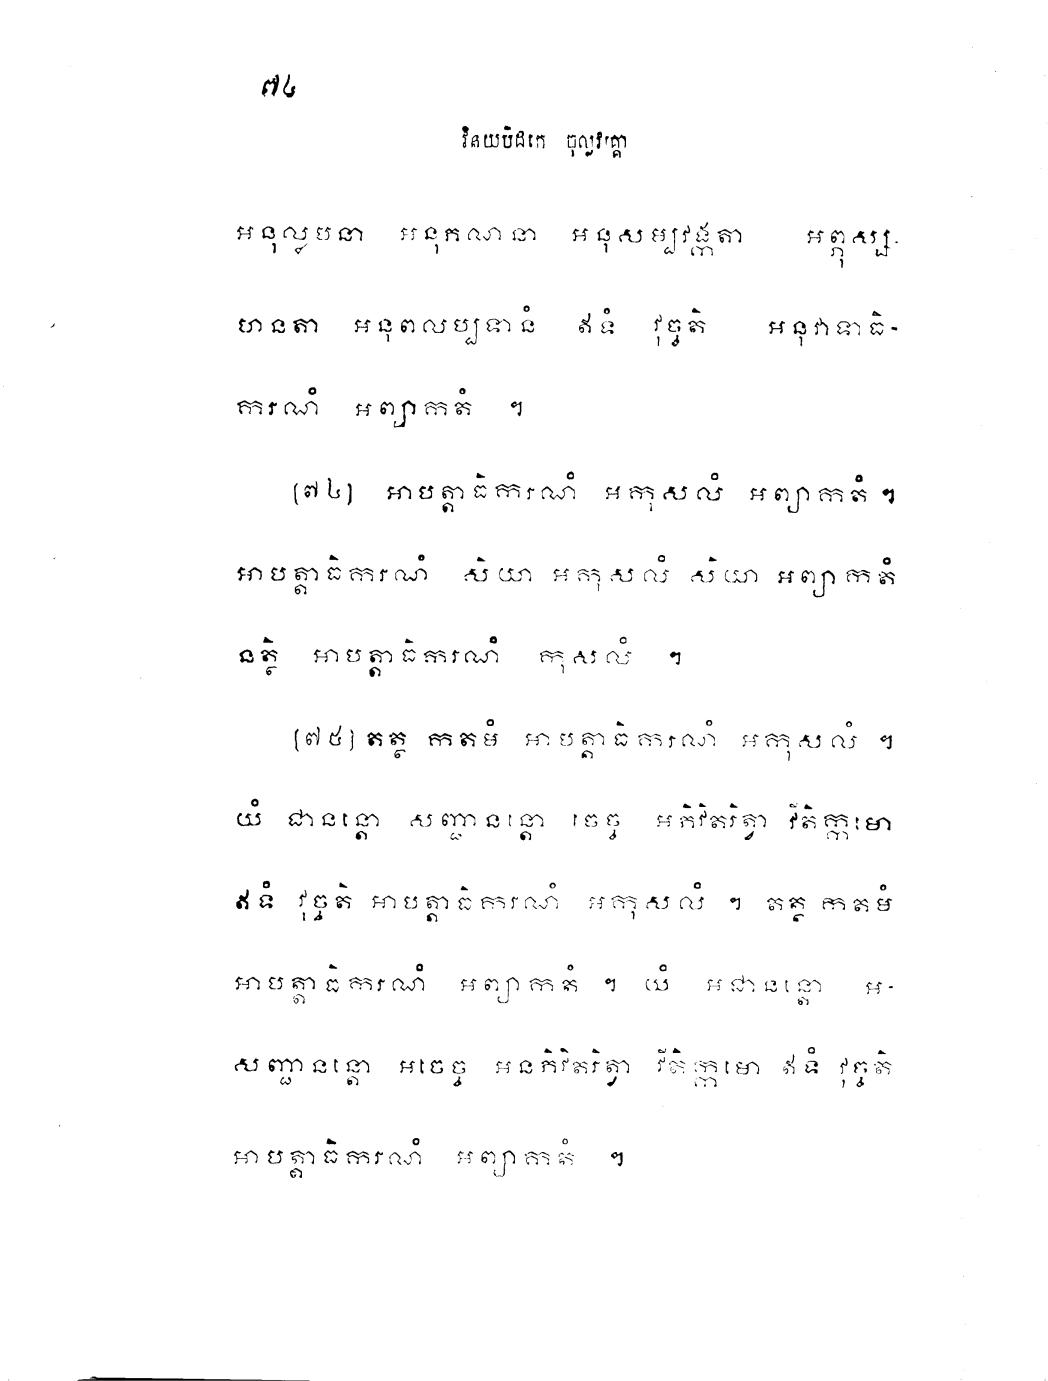 ៧៤
វិនយបិដកេ ចុល្លវគ្គោ
អនុល្លបនា អនុភណនា អនុសម្បវង្កតា អព្ភុស្ស-
ហនតា អនុពលប្បទានំ ឥទំ វុច្ចតិ អនុវាទាធិ-
ករណំ អព្យាកតំ ។
(៧៤) អាបត្តាធិករណំ អកុសលំ អព្យាកតំ ។
អាបត្តាធិករណំ សិយា អកុសលំ សិយា អព្យាកតំ
នត្ថិ អាបត្តាធិករណំ កុសលំ ។
(៧៥) តត្ថ កតមំ អាបត្តាធិករណំ អកុសលំ ។
យំ ជានន្តោ សញ្ជានន្តោ ចេច្ច អភិវិតរិត្វា វីតិក្កមោ
ឥទំ វុច្ចតិ អាបត្តាធិករណំ អកុសលំ ។ តត្ថ កតមំ
អាបត្តាធិករណំ អព្យាកតំ ។ យំ អជានន្តោ អ-
សញ្ជានន្តោ អចេច្ច អនភិវិតរិត្វា វីតិក្កមោ ឥទំ វុច្ចតិ
អាបត្តាធិករណំ អព្យាកតំ ។